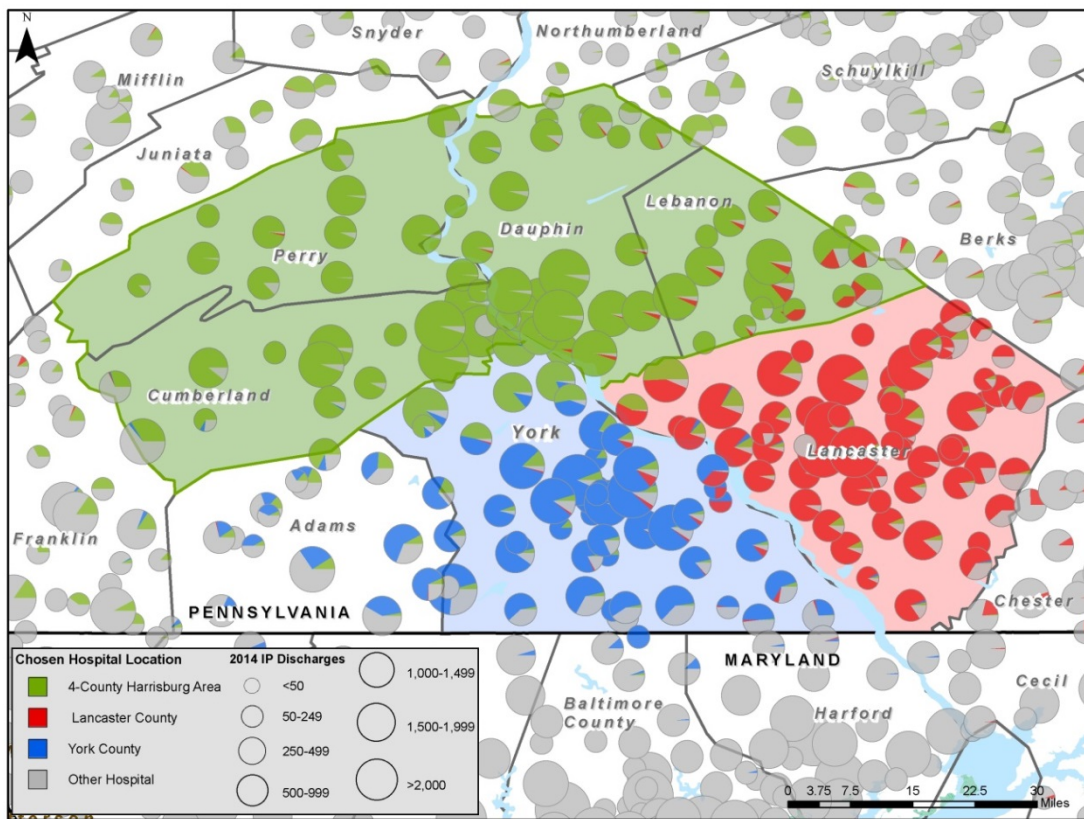 N
Snyder
Northumberland
Mifflin
Schuylkill
Juniata
Lebanon
Dauphin
Berks
Perry
Cumberland
York
Lancaster
Adams
Franklin
Chester
PENNSYLVANIA
MARYLAND
Cecil
Baltimore
County
Harford
Chosen Hospital Location
4-County Harrisburg Area
Lancaster County
York County
Other Hospital
2014 IP Discharges
<50
50-249
250-499
500-999
1,000-1,499
1,500-1,999
>2,000
0 3.75 7.5 15 22.5 30
Miles